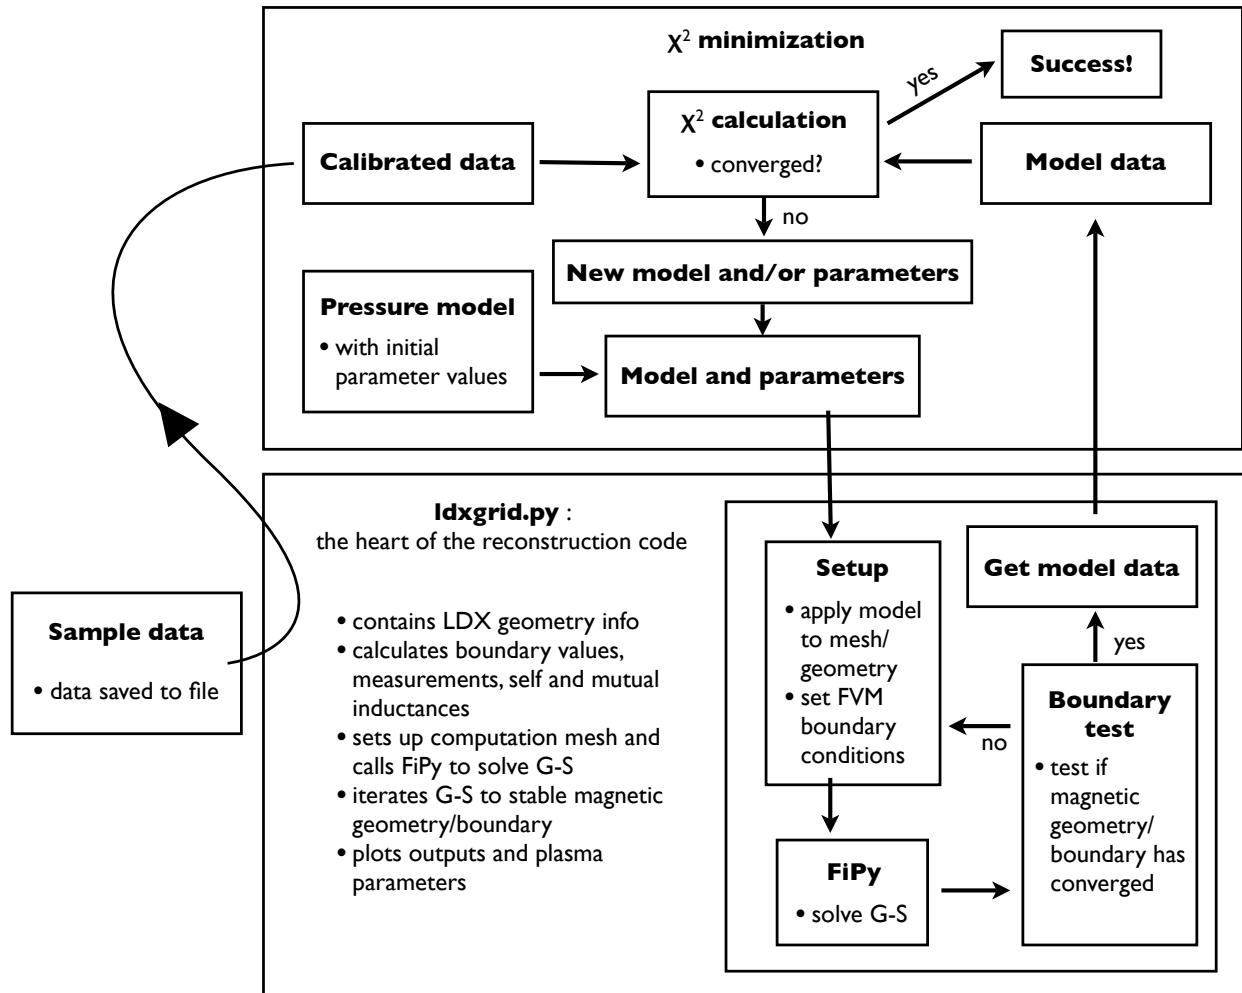 χ² minimization
Success!
yes
χ² calculation
• converged?
Calibrated data
Model data
no
New model and/or parameters
Pressure model
• with initial
parameter values
Model and parameters
ldxgrid.py :
the heart of the reconstruction code
• contains LDX geometry info
• calculates boundary values,
measurements, self and mutual
inductances
• sets up computation mesh and
calls FiPy to solve G-S
• iterates G-S to stable magnetic
geometry/boundary
• plots outputs and plasma
parameters
Sample data
• data saved to file
Setup
• apply model
to mesh/
geometry
• set FVM
boundary
conditions
Get model data
yes
Boundary
test
• test if
magnetic
geometry/
boundary has
converged
no
FiPy
• solve G-S